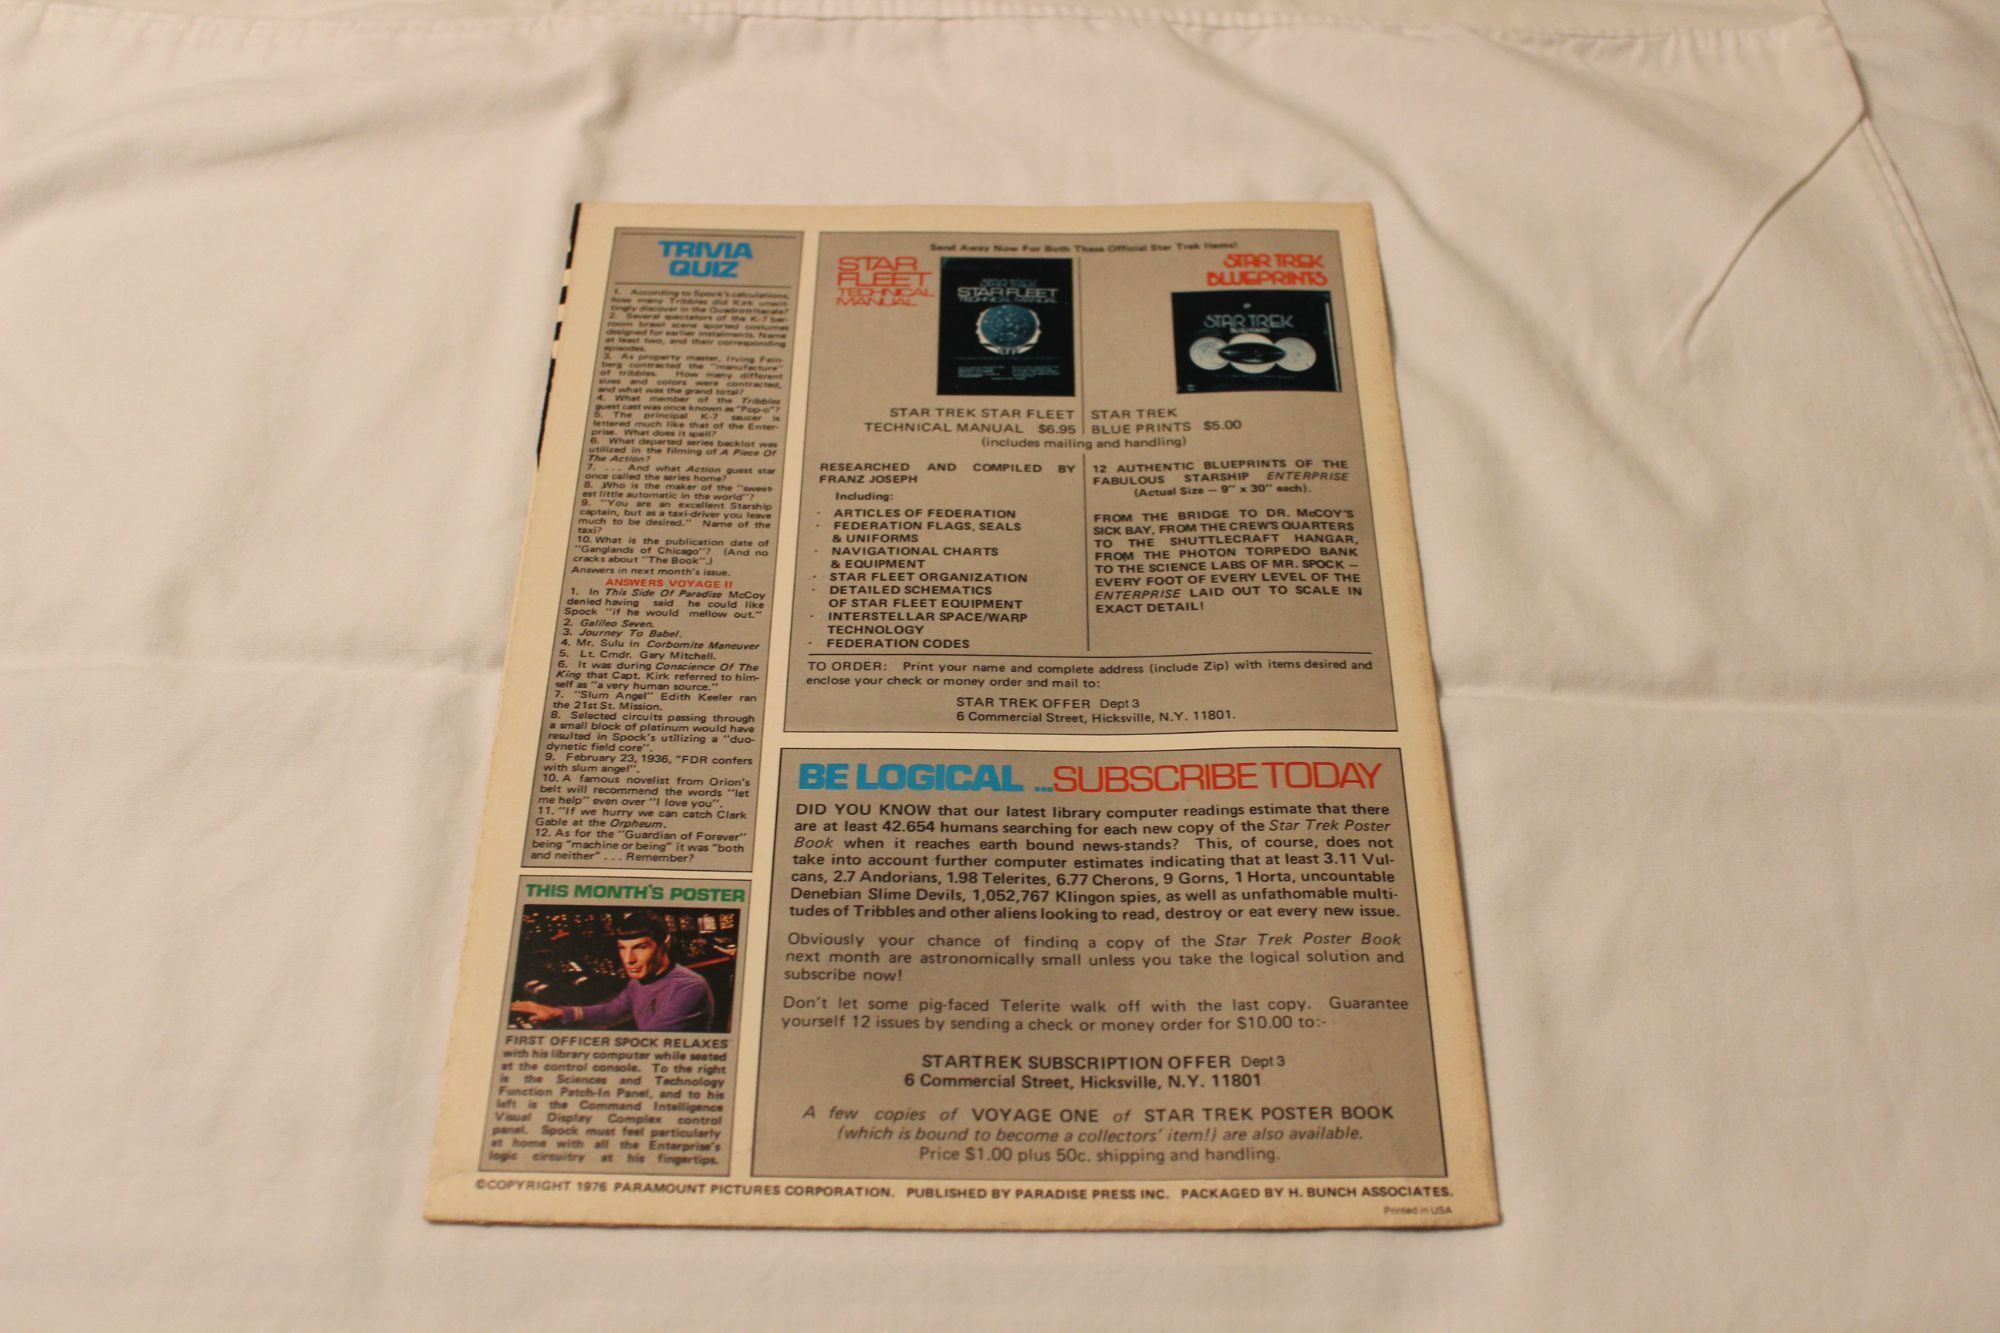 TRIVIA
QUIZ
1. According to Spock's calculations,
how many Tribbles did Kirk unwit-
tingly discover in the Quadrotriticale?
2. Several spectators of the K-7 bar-
room brawl scene sported costumes
designed for earlier instalments. Name
at least two, and their corresponding
episodes.
3. As property master, Irving Fein-
berg contracted the "manufacture"
of tribbles. How many different
sizes and colors were contracted,
and what was the grand total?
4. What member of the Tribbles
guest cast was once known as "Pop-o"?
5. The principal K-7 saucer is
lettered much like that of the Enter-
prise. What does it spell?
6. What departed series backlot was
utilized in the filming of A Piece Of
The Action?
7. . . . And what Action guest star
once called the series home?
8. Who is the maker of the "sweet-
est little automatic in the world"?
9. "You are an excellent Starship
captain, but as a taxi-driver you leave
much to be desired." Name of the
taxi?
10. What is the publication date of
"Ganglands of Chicago"? (And no
cracks about "The Book".)
Answers in next month's issue.
ANSWERS VOYAGE II
1. In This Side Of Paradise McCoy
denied having said he could like
Spock "if he would mellow out."
2. Galileo Seven.
3. Journey To Babel.
4. Mr. Sulu in Corbomite Maneuver
5. Lt. Cmdr. Gary Mitchell.
6. It was during Conscience Of The
King that Capt. Kirk referred to him-
self as "a very human source."
7. "Slum Angel" Edith Keeler ran
the 21st St. Mission.
8. Selected circuits passing through
a small block of platinum would have
resulted in Spock's utilizing a "duo-
dynetic field core".
9. February 23, 1936, "FDR confers
with slum angel".
10. A famous novelist from Orion's
belt will recommend the words "let
me help" even over "I love you".
11. "If we hurry we can catch Clark
Gable at the Orpheum.
12. As for the "Guardian of Forever"
being "machine or being" it was "both
and neither" . . . Remember?
THIS MONTH'S POSTER
FIRST OFFICER SPOCK RELAXES
with his library computer while seated
at the control console. To the right
is the Sciences and Technology
Function Patch-In Panel, and to his
left is the Command Intelligence
Visual Display Complex control
panel. Spock must feel particularly
at home with all the Enterprise's
logic circuitry at his fingertips.
Send Away Now For Both These Official Star Trek Items!
STAR
FLEET
TECHNICAL
MANUAL
STAR TREK
STAR FLEET
TECHNICAL MANUAL
STAR TREK
BLUEPRINTS
STAR TREK
BLUEPRINTS
STAR TREK STAR FLEET
TECHNICAL MANUAL $6.95
STAR TREK
BLUE PRINTS $5.00
(includes mailing and handling)
RESEARCHED AND COMPILED BY
FRANZ JOSEPH
Including:
· ARTICLES OF FEDERATION
· FEDERATION FLAGS, SEALS
& UNIFORMS
· NAVIGATIONAL CHARTS
& EQUIPMENT
· STAR FLEET ORGANIZATION
· DETAILED SCHEMATICS
OF STAR FLEET EQUIPMENT
· INTERSTELLAR SPACE/WARP
TECHNOLOGY
· FEDERATION CODES
12 AUTHENTIC BLUEPRINTS OF THE
FABULOUS STARSHIP ENTERPRISE
(Actual Size — 9" x 30" each).
FROM THE BRIDGE TO DR. McCOY'S
SICK BAY, FROM THE CREW'S QUARTERS
TO THE SHUTTLECRAFT HANGAR,
FROM THE PHOTON TORPEDO BANK
TO THE SCIENCE LABS OF MR. SPOCK —
EVERY FOOT OF EVERY LEVEL OF THE
ENTERPRISE LAID OUT TO SCALE IN
EXACT DETAIL!
TO ORDER: Print your name and complete address (include Zip) with items desired and
enclose your check or money order and mail to:
STAR TREK OFFER Dept 3
6 Commercial Street, Hicksville, N.Y. 11801.
BE LOGICAL ...SUBSCRIBE TODAY
DID YOU KNOW that our latest library computer readings estimate that there
are at least 42.654 humans searching for each new copy of the Star Trek Poster
Book when it reaches earth bound news-stands? This, of course, does not
take into account further computer estimates indicating that at least 3.11 Vul-
cans, 2.7 Andorians, 1.98 Telerites, 6.77 Cherons, 9 Gorns, 1 Horta, uncountable
Denebian Slime Devils, 1,052,767 Klingon spies, as well as unfathomable multi-
tudes of Tribbles and other aliens looking to read, destroy or eat every new issue.
Obviously your chance of finding a copy of the Star Trek Poster Book
next month are astronomically small unless you take the logical solution and
subscribe now!
Don't let some pig-faced Telerite walk off with the last copy. Guarantee
yourself 12 issues by sending a check or money order for $10.00 to:-
STARTREK SUBSCRIPTION OFFER Dept 3
6 Commercial Street, Hicksville, N.Y. 11801
A few copies of VOYAGE ONE of STAR TREK POSTER BOOK
(which is bound to become a collectors' item!) are also available.
Price $1.00 plus 50c. shipping and handling.
©COPYRIGHT 1976 PARAMOUNT PICTURES CORPORATION. PUBLISHED BY PARADISE PRESS INC. PACKAGED BY H. BUNCH ASSOCIATES.
Printed in USA